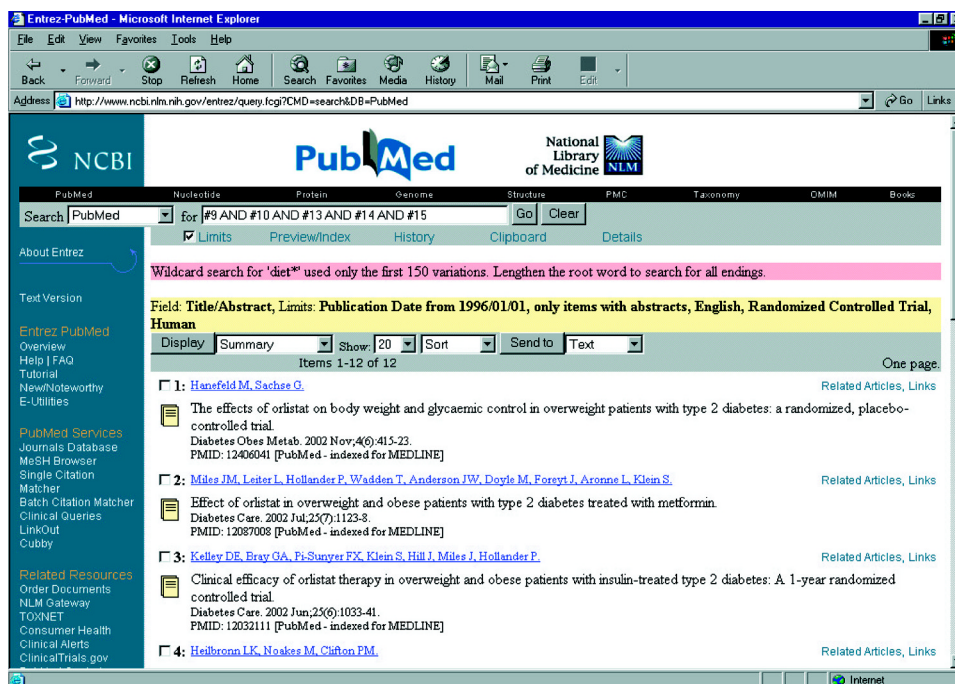 Entrez-PubMed - Microsoft Internet Explorer
File Edit View Favorites Tools Help
Back Forward Stop Refresh Home Search Favorites Media History Mail Print Edit
Address http://www.ncbi.nlm.nih.gov/entrez/query.fcgi?CMD=search&DB=PubMed Go Links
NCBI
PubMed
National
Library
of Medicine NLM
PubMed Nucleotide Protein Genome Structure PMC Taxonomy OMIM Books
Search PubMed for #9 AND #10 AND #13 AND #14 AND #15 Go Clear
Limits Preview/Index History Clipboard Details
About Entrez
Text Version
Entrez PubMed
Overview
Help | FAQ
Tutorial
New/Noteworthy
E-Utilities
PubMed Services
Journals Database
MeSH Browser
Single Citation
Matcher
Batch Citation Matcher
Clinical Queries
LinkOut
Cubby
Related Resources
Order Documents
NLM Gateway
TOXNET
Consumer Health
Clinical Alerts
ClinicalTrials.gov
Wildcard search for 'diet*' used only the first 150 variations. Lengthen the root word to search for all endings.
Field: Title/Abstract, Limits: Publication Date from 1996/01/01, only items with abstracts, English, Randomized Controlled Trial,
Human
Display Summary Show: 20 Sort Send to Text
Items 1-12 of 12 One page.
1: Hanefeld M, Sachse G. Related Articles, Links
The effects of orlistat on body weight and glycaemic control in overweight patients with type 2 diabetes: a randomized, placebo-
controlled trial.
Diabetes Obes Metab. 2002 Nov;4(6):415-23.
PMID: 12406041 [PubMed - indexed for MEDLINE]
2: Miles JM, Leiter L, Hollander P, Wadden T, Anderson JW, Doyle M, Foreyt J, Aronne L, Klein S. Related Articles, Links
Effect of orlistat in overweight and obese patients with type 2 diabetes treated with metformin.
Diabetes Care. 2002 Jul;25(7):1123-8.
PMID: 12087008 [PubMed - indexed for MEDLINE]
3: Kelley DE, Bray GA, Pi-Sunyer FX, Klein S, Hill J, Miles J, Hollander P. Related Articles, Links
Clinical efficacy of orlistat therapy in overweight and obese patients with insulin-treated type 2 diabetes: A 1-year randomized
controlled trial.
Diabetes Care. 2002 Jun;25(6):1033-41.
PMID: 12032111 [PubMed - indexed for MEDLINE]
4: Heilbronn LK, Noakes M, Clifton PM. Related Articles, Links
Internet